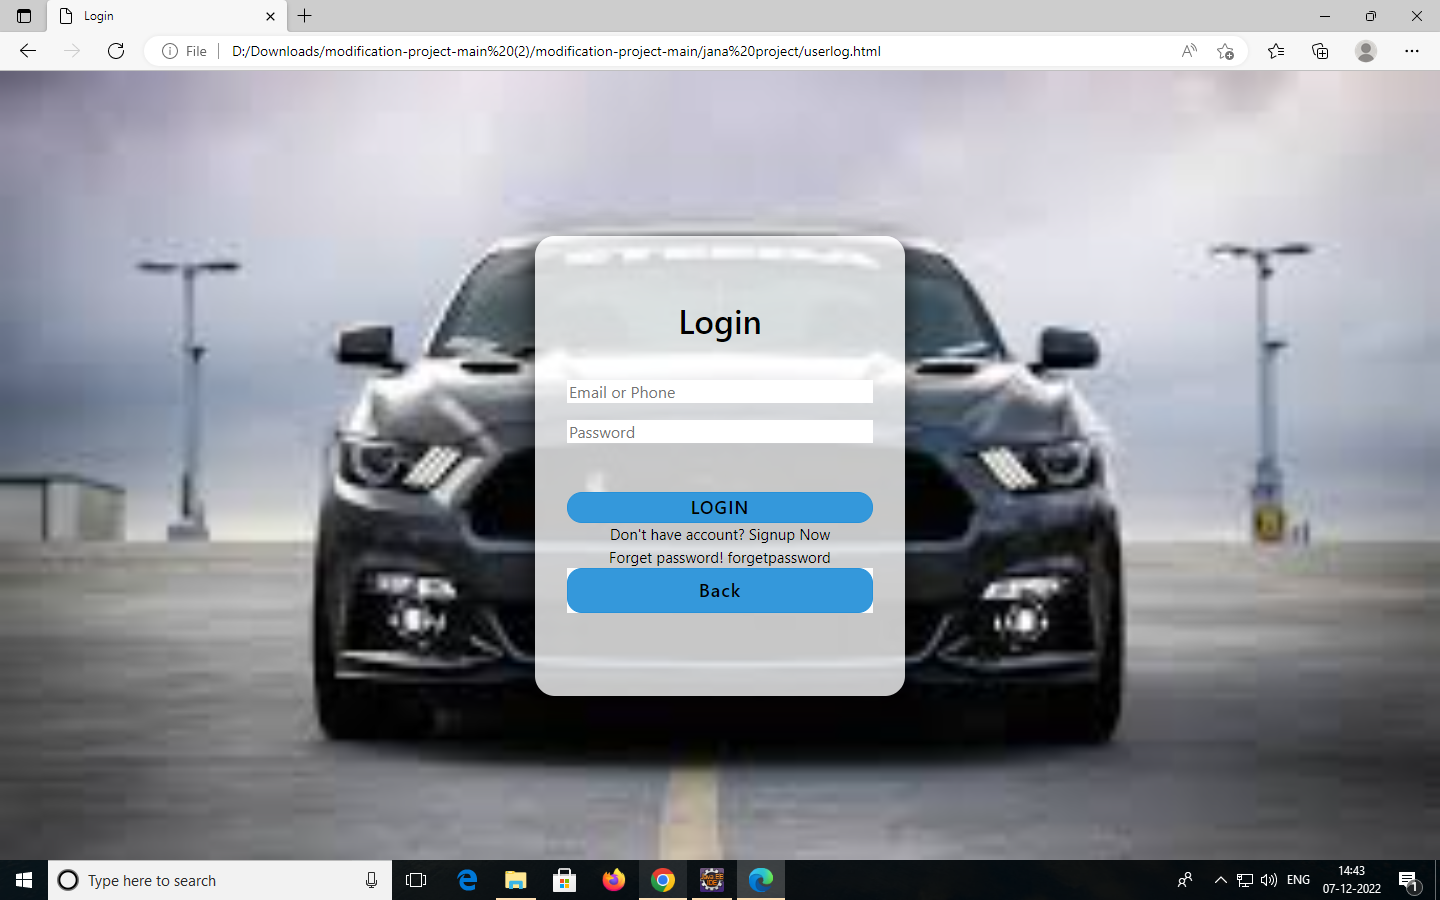 Login
File
D:/Downloads/modification-project-main%20(2)/modification-project-main/jana%20project/userlog.html
Login
Email or Phone
Password
LOGIN
Don't have account? Signup Now
Forget password! forgetpassword
Back
Type here to search
ENG
14:43
07-12-2022
1